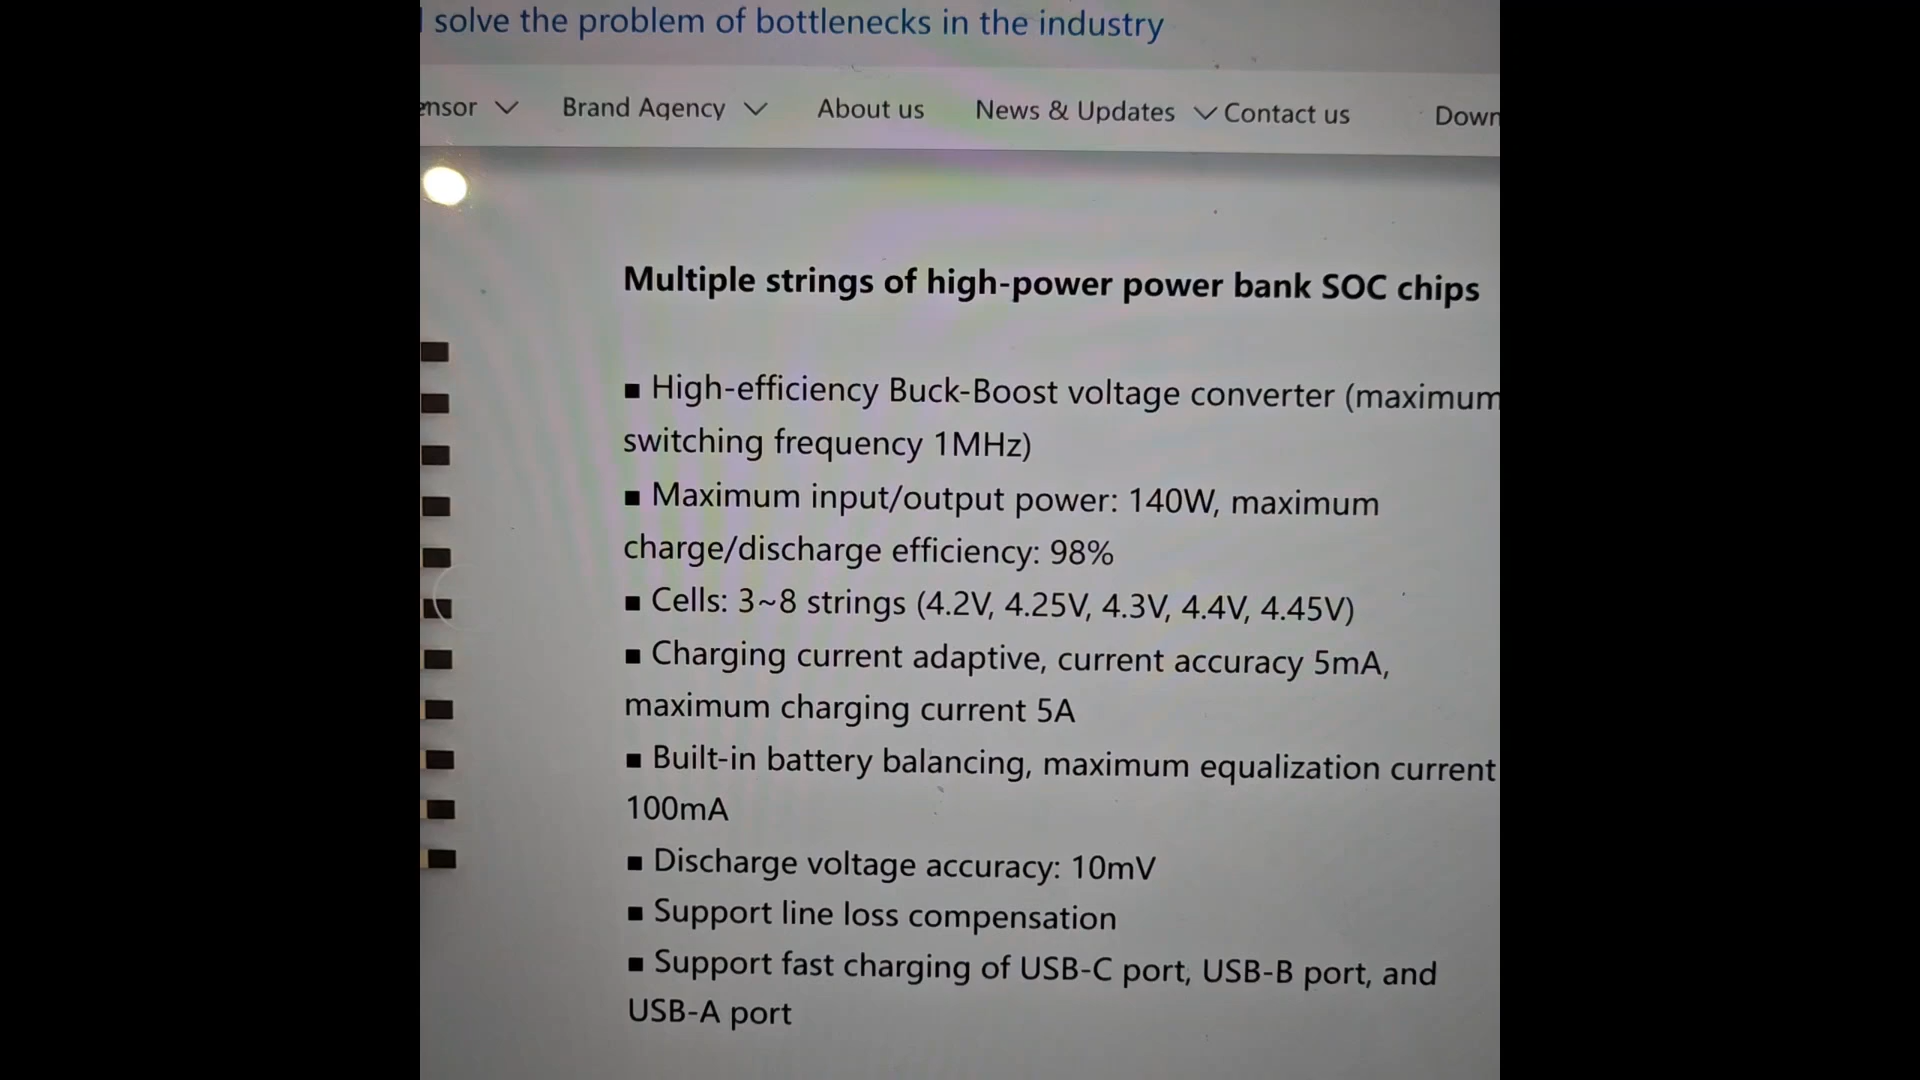 solve the problem of bottlenecks in the industry
Brand Agency About us News & Updates Contact us
Multiple strings of high-power power bank SOC chips
■ High-efficiency Buck-Boost voltage converter (maximum
switching frequency 1MHz)
■ Maximum input/output power: 140W, maximum
charge/discharge efficiency: 98%
■ Cells: 3~8 strings (4.2V, 4.25V, 4.3V, 4.4V, 4.45V)
■ Charging current adaptive, current accuracy 5mA,
maximum charging current 5A
■ Built-in battery balancing, maximum equalization current
100mA
■ Discharge voltage accuracy: 10mV
■ Support line loss compensation
■ Support fast charging of USB-C port, USB-B port, and
USB-A port